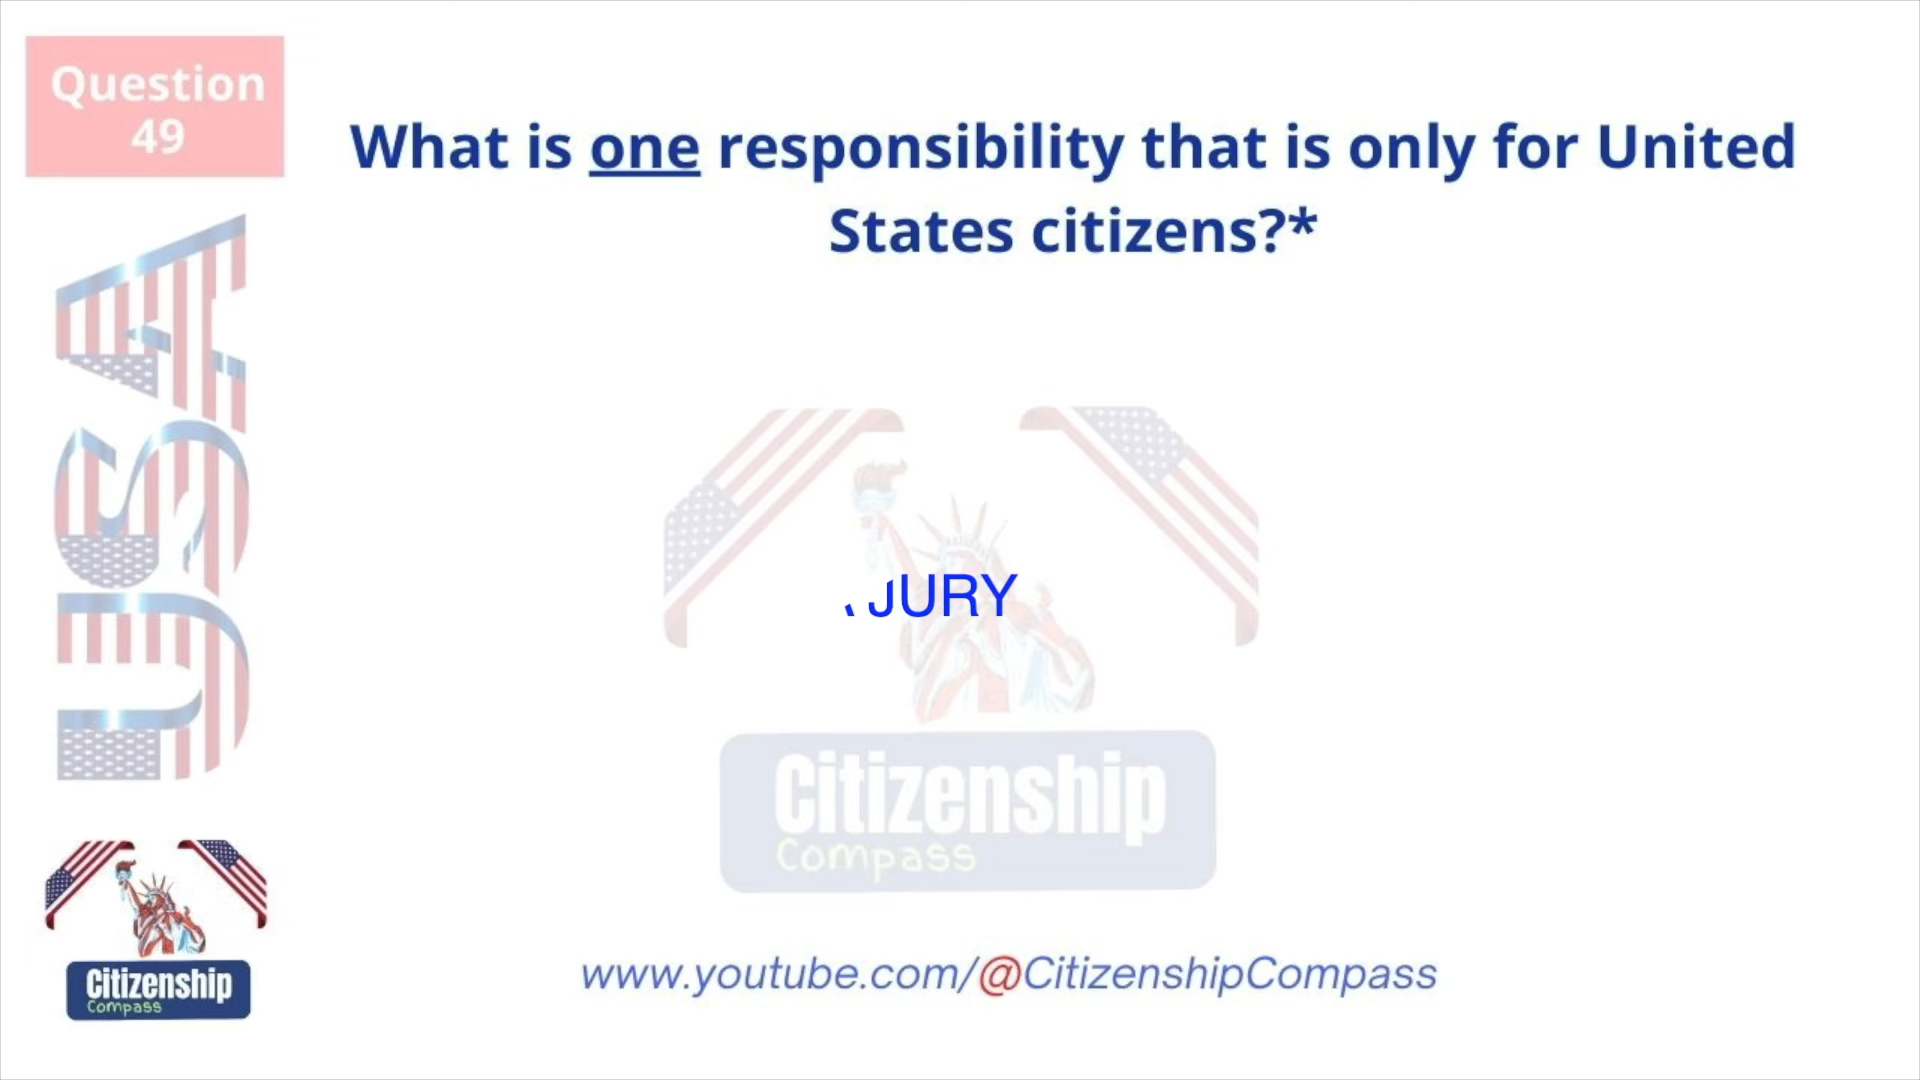 Question
49
What is one responsibility that is only for United
States citizens?*
USA
JURY
Citizenship
Compass
www.youtube.com/@CitizenshipCompass
Citizenship
Compass